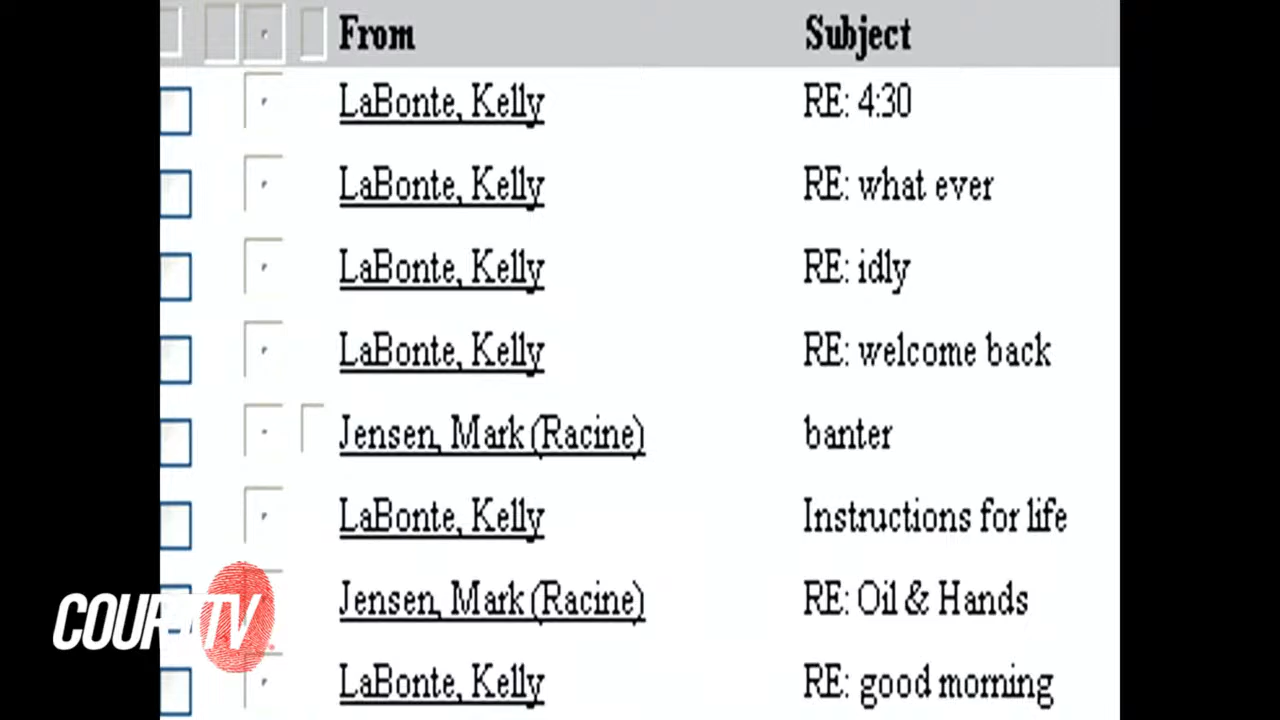 From Subject
LaBonte, Kelly RE: 4:30
LaBonte, Kelly RE: what ever
LaBonte, Kelly RE: idly
LaBonte, Kelly RE: welcome back
Jensen, Mark (Racine) banter
LaBonte, Kelly Instructions for life
Jensen, Mark (Racine) RE: Oil & Hands
COURT TV
LaBonte, Kelly RE: good morning